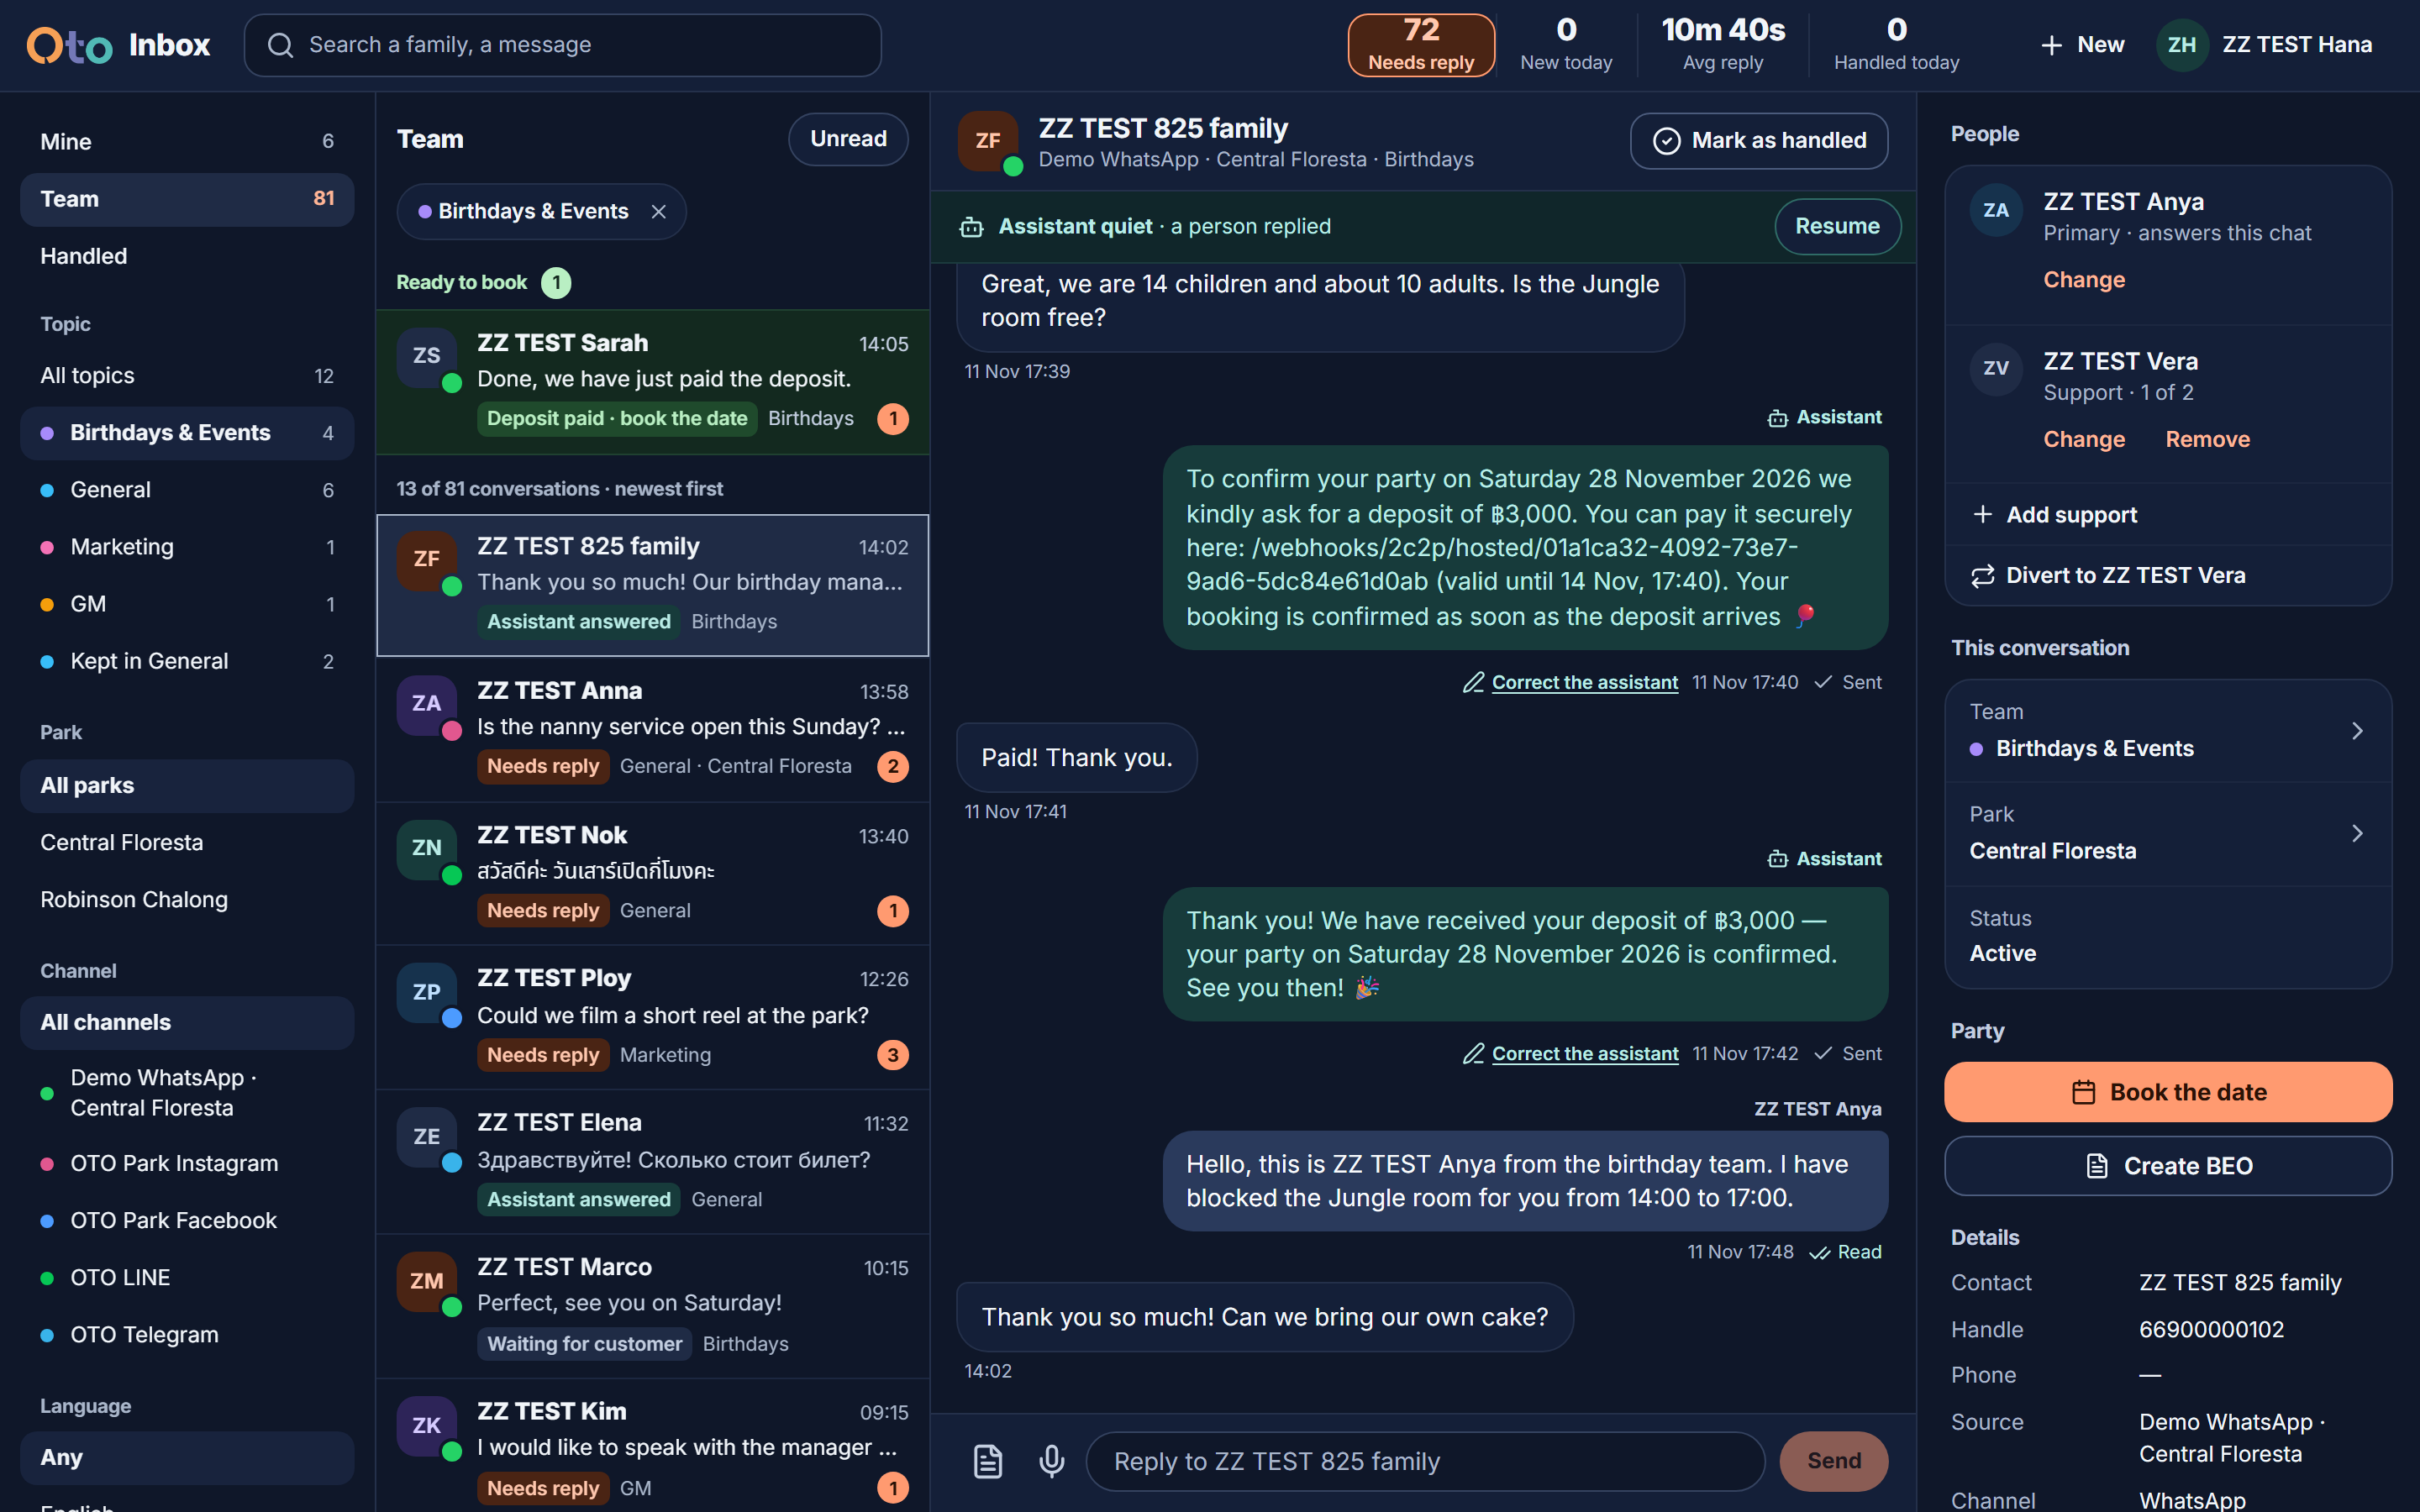 Oto Inbox
Search a family, a message
72
Needs reply
0
New today
10m 40s
Avg reply
0
Handled today
New
ZH
ZZ TEST Hana
Mine 6
Team 81
Handled
Topic
All topics 12
Birthdays & Events 4
General 6
Marketing 1
GM 1
Kept in General 2
Park
All parks
Central Floresta
Robinson Chalong
Channel
All channels
Demo WhatsApp ·
Central Floresta
OTO Park Instagram
OTO Park Facebook
OTO LINE
OTO Telegram
Language
Any
Team
Unread
Birthdays & Events
Ready to book 1
ZS
ZZ TEST Sarah 14:05
Done, we have just paid the deposit.
Deposit paid · book the date Birthdays 1
13 of 81 conversations · newest first
ZF
ZZ TEST 825 family 14:02
Thank you so much! Our birthday mana...
Assistant answered Birthdays
ZA
ZZ TEST Anna 13:58
Is the nanny service open this Sunday? ...
Needs reply General · Central Floresta 2
ZN
ZZ TEST Nok 13:40
สวัสดีค่ะ วันเสาร์เปิดกี่โมงคะ
Needs reply General 1
ZP
ZZ TEST Ploy 12:26
Could we film a short reel at the park?
Needs reply Marketing 3
ZE
ZZ TEST Elena 11:32
Здравствуйте! Сколько стоит билет?
Assistant answered General
ZM
ZZ TEST Marco 10:15
Perfect, see you on Saturday!
Waiting for customer Birthdays
ZK
ZZ TEST Kim 09:15
I would like to speak with the manager ...
Needs reply GM 1
ZF
ZZ TEST 825 family
Demo WhatsApp · Central Floresta · Birthdays
Mark as handled
Assistant quiet · a person replied
Resume
Great, we are 14 children and about 10 adults. Is the Jungle
room free?
11 Nov 17:39
Assistant
To confirm your party on Saturday 28 November 2026 we
kindly ask for a deposit of ฿3,000. You can pay it securely
here: /webhooks/2c2p/hosted/01a1ca32-4092-73e7-
9ad6-5dc84e61d0ab (valid until 14 Nov, 17:40). Your
booking is confirmed as soon as the deposit arrives 🎈
Correct the assistant 11 Nov 17:40 Sent
Paid! Thank you.
11 Nov 17:41
Assistant
Thank you! We have received your deposit of ฿3,000 —
your party on Saturday 28 November 2026 is confirmed.
See you then! 🎉
Correct the assistant 11 Nov 17:42 Sent
ZZ TEST Anya
Hello, this is ZZ TEST Anya from the birthday team. I have
blocked the Jungle room for you from 14:00 to 17:00.
11 Nov 17:48 Read
Thank you so much! Can we bring our own cake?
14:02
Reply to ZZ TEST 825 family
Send
People
ZA
ZZ TEST Anya
Primary · answers this chat
Change
ZV
ZZ TEST Vera
Support · 1 of 2
Change Remove
Add support
Divert to ZZ TEST Vera
This conversation
Team
Birthdays & Events
Park
Central Floresta
Status
Active
Party
Book the date
Create BEO
Details
Contact ZZ TEST 825 family
Handle 66900000102
Phone —
Source Demo WhatsApp ·
Central Floresta
Channel WhatsApp